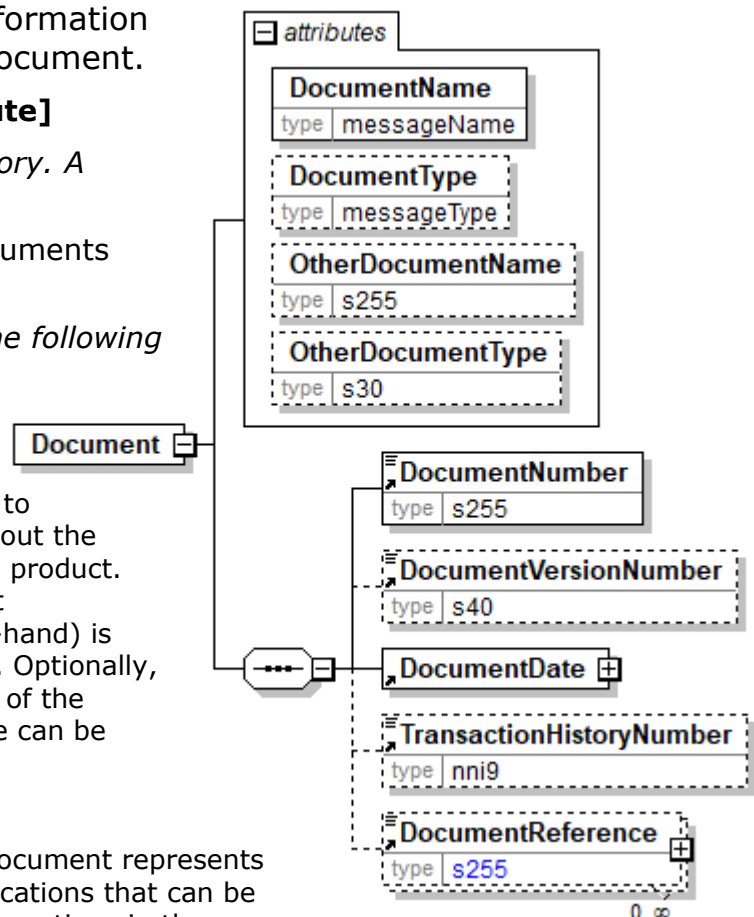 formation
ocument.
ute]
ory. A
uments
e following
to
out the
product.
hand) is
Optionally,
of the
e can be
ocument represents
cations that can be
attributes
DocumentName
type messageName
DocumentType
type messageType
OtherDocumentName
type s255
OtherDocumentType
type s30
Document
DocumentNumber
type s255
DocumentVersionNumber
type s40
DocumentDate
TransactionHistoryNumber
type nni9
DocumentReference
type s255
0 ∞